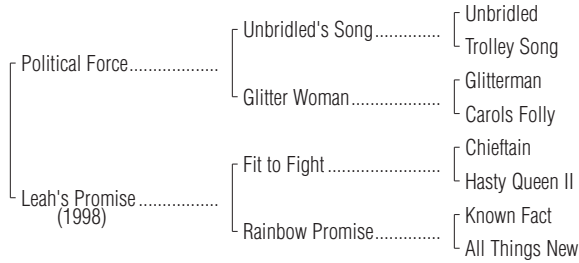 Unbridled
Unbridled's Song..............
Trolley Song
Political Force...................
Glitterman
Glitter Woman...................
Carols Folly
Chieftain
Fit to Fight ........................
Hasty Queen II
Leah's Promise.................
(1998)
Known Fact
Rainbow Promise..............
All Things New